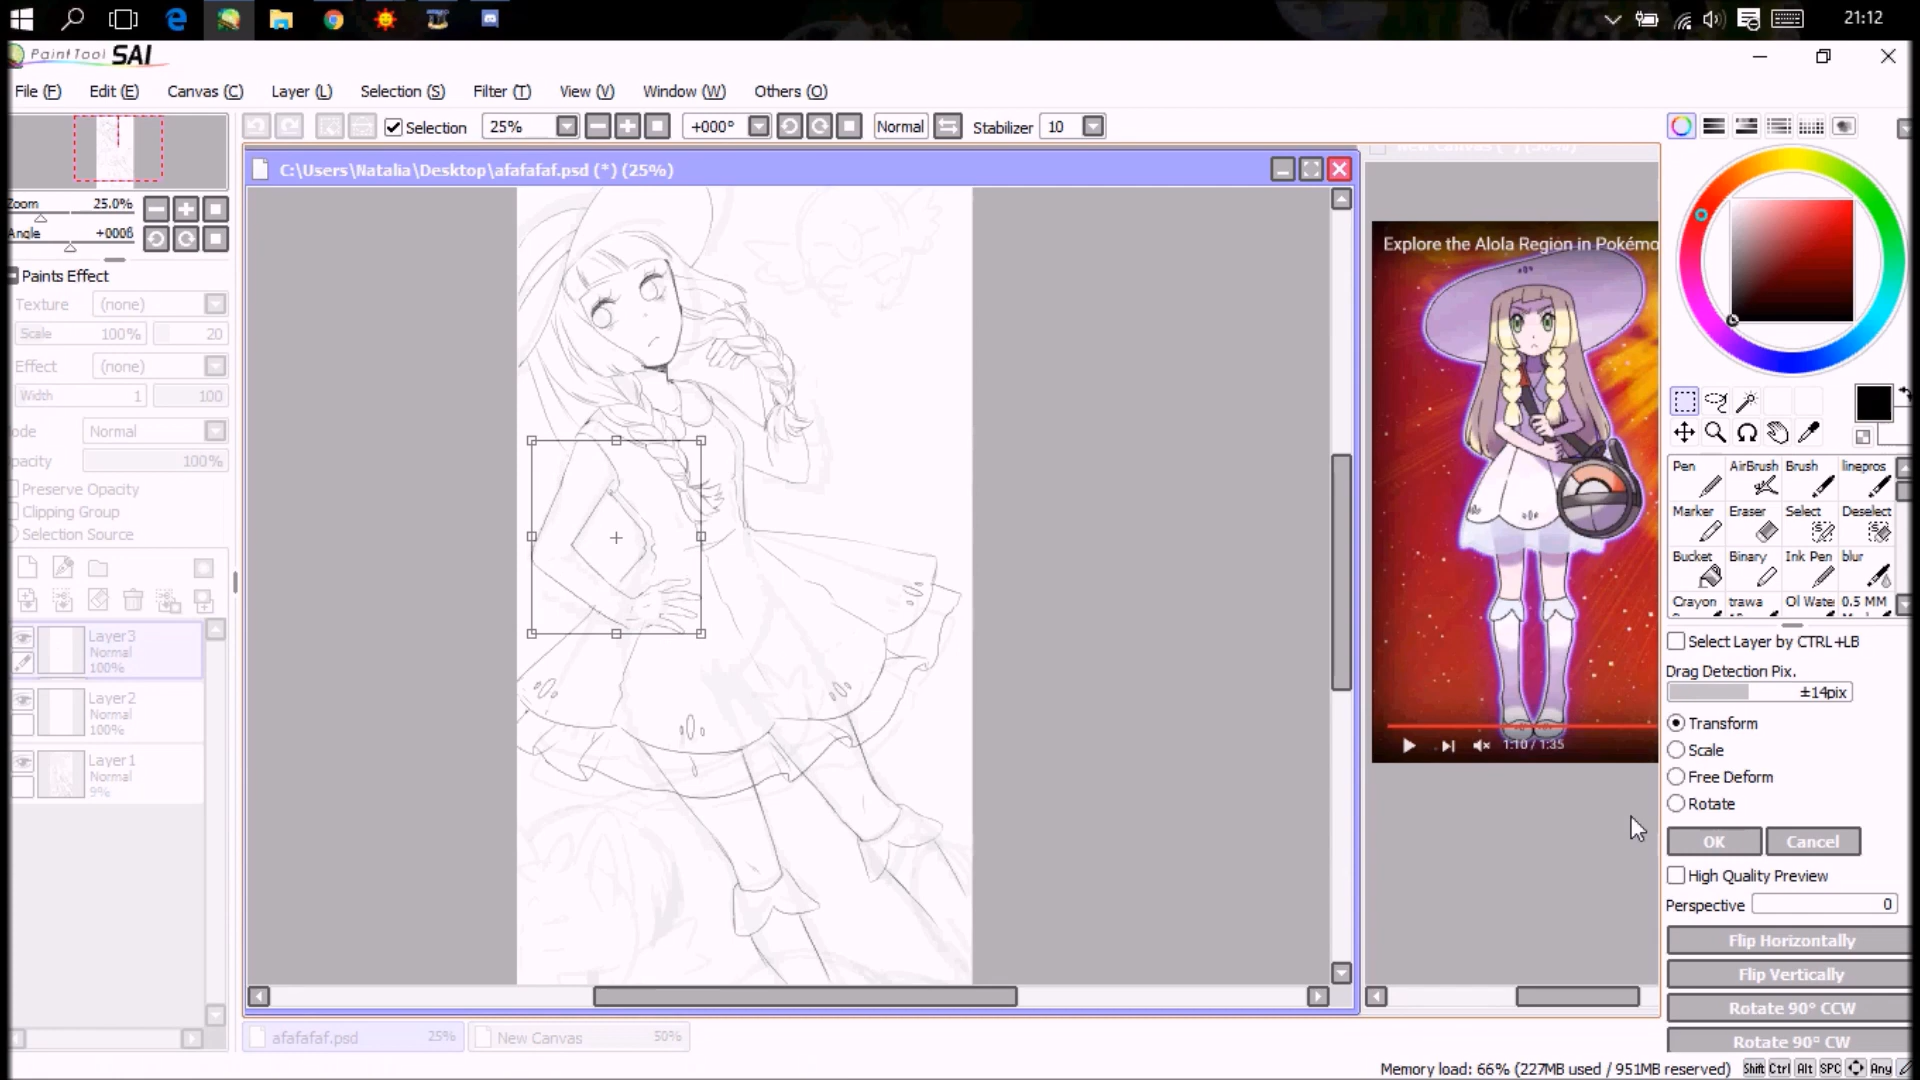 21:12
PaintTool SAI
File (F) Edit (E) Canvas (C) Layer (L) Selection (S) Filter (T) View (V) Window (W) Others (O)
Selection 25% +000° Normal Stabilizer 10
C:\Users\Natalia\Desktop\afafafaf.psd (*) (25%)
Zoom 25.0%
Angle +000ß
Paints Effect
Texture (none)
Scale 100% 20
Effect (none)
Width 1 100
ode Normal
pacity 100%
Preserve Opacity
Clipping Group
Selection Source
Layer3
Normal
100%
Layer2
Normal
100%
Layer1
Normal
9%
Explore the Alola Region in Pokémo
1:10 / 1:35
Pen AirBrush Brush linepros
Marker Eraser Select Deselect
Bucket Binary Ink Pen blur
Crayon trawa Oil Water 0.5 MM
Select Layer by CTRL+LB
Drag Detection Pix.
±14pix
Transform
Scale
Free Deform
Rotate
OK Cancel
High Quality Preview
Perspective 0
Flip Horizontally
Flip Vertically
Rotate 90° CCW
Rotate 90° CW
afafafaf.psd 25% New Canvas 50%
Memory load: 66% (227MB used / 951MB reserved) Shift Ctrl Alt SPC Any